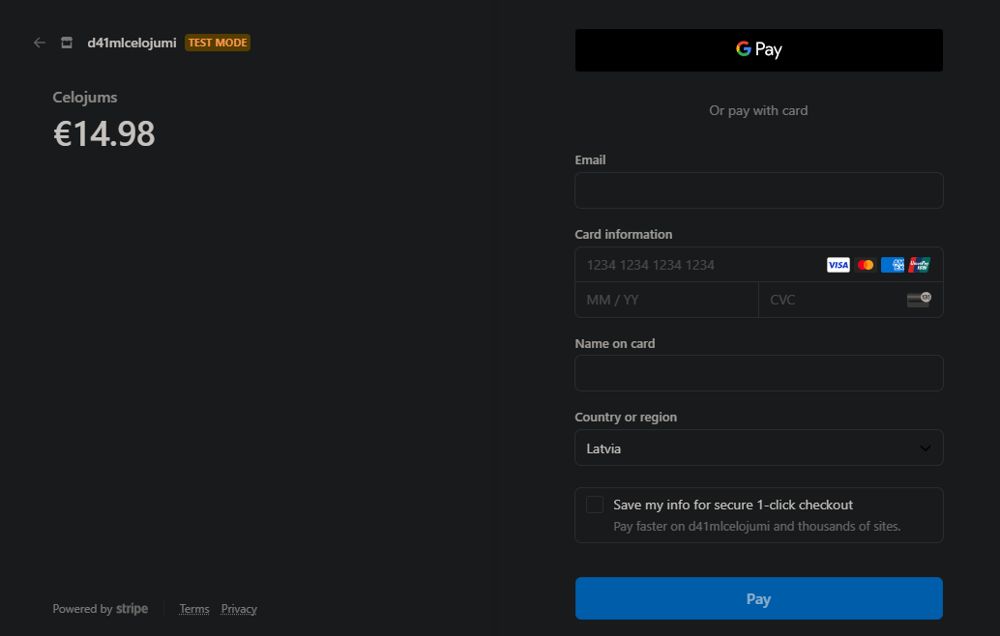 d41mlcelojumi TEST MODE
Celojums
€14.98
Powered by stripe
Terms Privacy
G Pay
Or pay with card
Email
Card information
1234 1234 1234 1234 VISA
MM / YY CVC
Name on card
Country or region
Latvia
Save my info for secure 1-click checkout
Pay faster on d41mlcelojumi and thousands of sites.
Pay